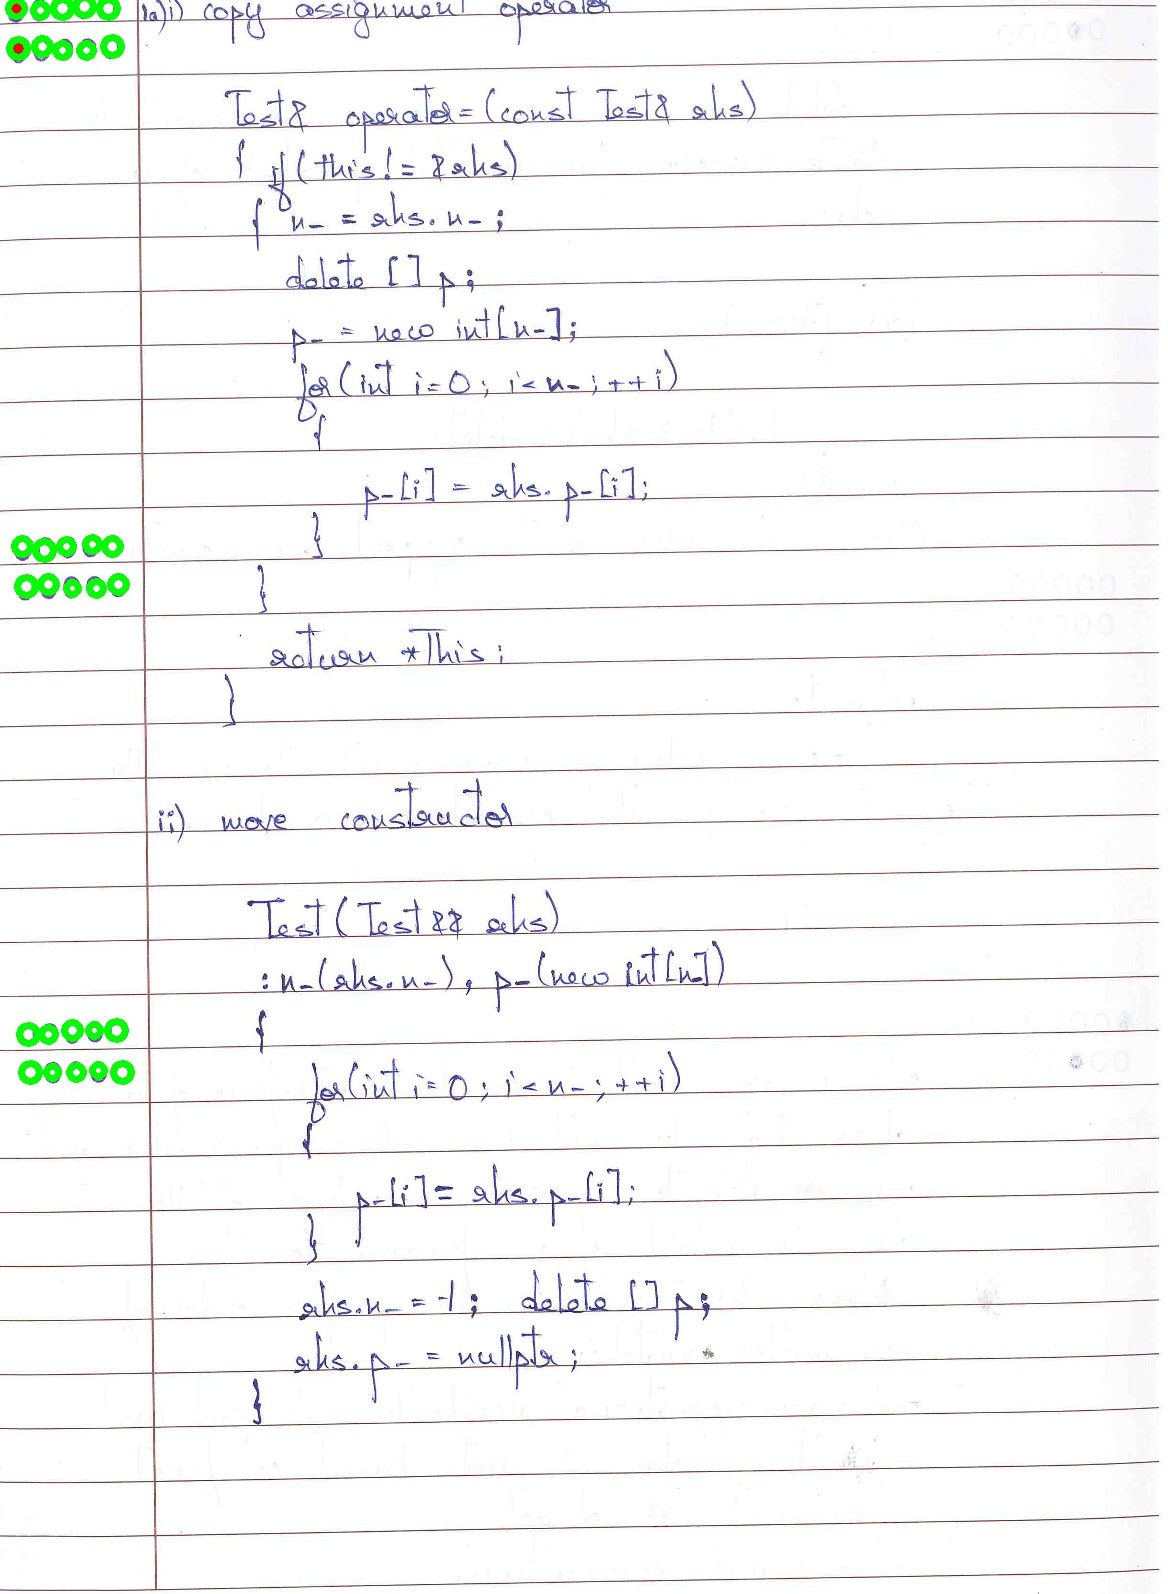 1a)i) copy assignment operator
Test& operator=(const Test& rhs)
{ if(this!= &rhs)
{ n_ = rhs.n_;
delete [] p;
p_ = new int[n_];
for(int i=0; i<n_; ++i)
{
p_[i] = rhs.p_[i];
}
}
return *This;
}
ii) move constructor
Test(Test&& rhs)
:n_(rhs.n_), p_(new int[n_])
{
for(int i=0; i<n_; ++i)
{
p_[i]= rhs.p_[i];
}
rhs.n_ = -1; delete [] p;
rhs.p_ = nullptr;
}